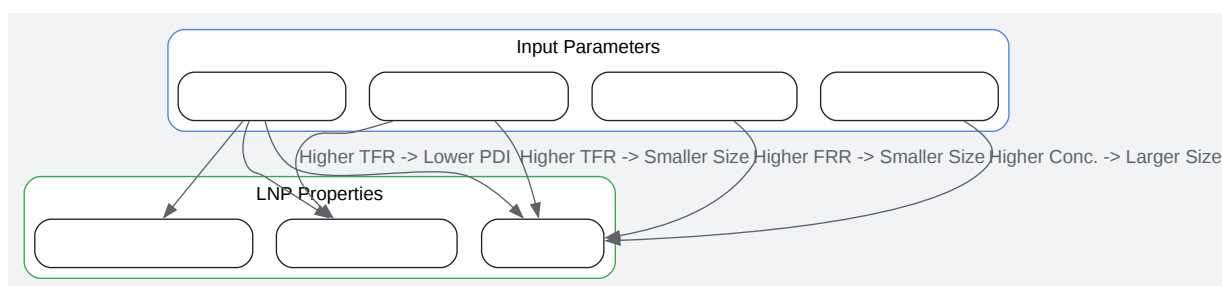 Input Parameters
Higher TFR -> Lower PDI
Higher TFR -> Smaller Size
Higher FRR -> Smaller Size
Higher Conc. -> Larger Size
LNP Properties